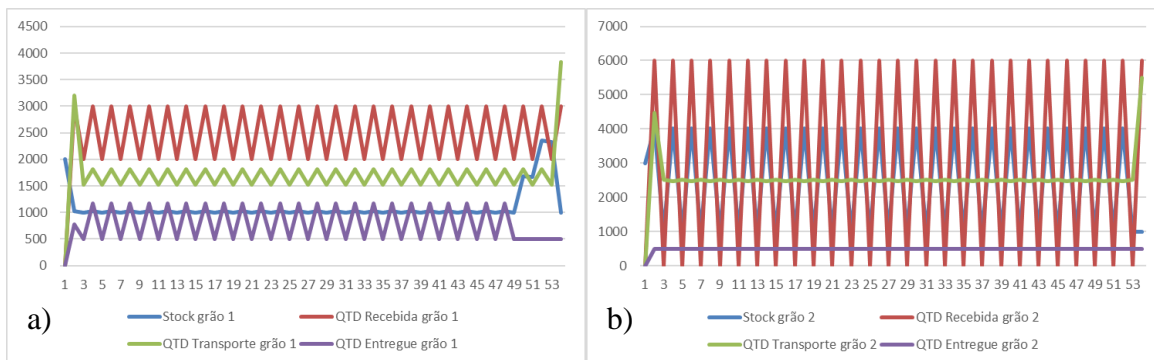 4500
4000
3500
3000
2500
2000
1500
1000
500
0
1 3 5 7 9 11 13 15 17 19 21 23 25 27 29 31 33 35 37 39 41 43 45 47 49 51 53
Stock grão 1 QTD Recebida grão 1
QTD Transporte grão 1 QTD Entregue grão 1
a)
7000
6000
5000
4000
3000
2000
1000
0
1 3 5 7 9 11 13 15 17 19 21 23 25 27 29 31 33 35 37 39 41 43 45 47 49 51 53
Stock grão 2 QTD Recebida grão 2
QTD Transporte grão 2 QTD Entregue grão 2
b)